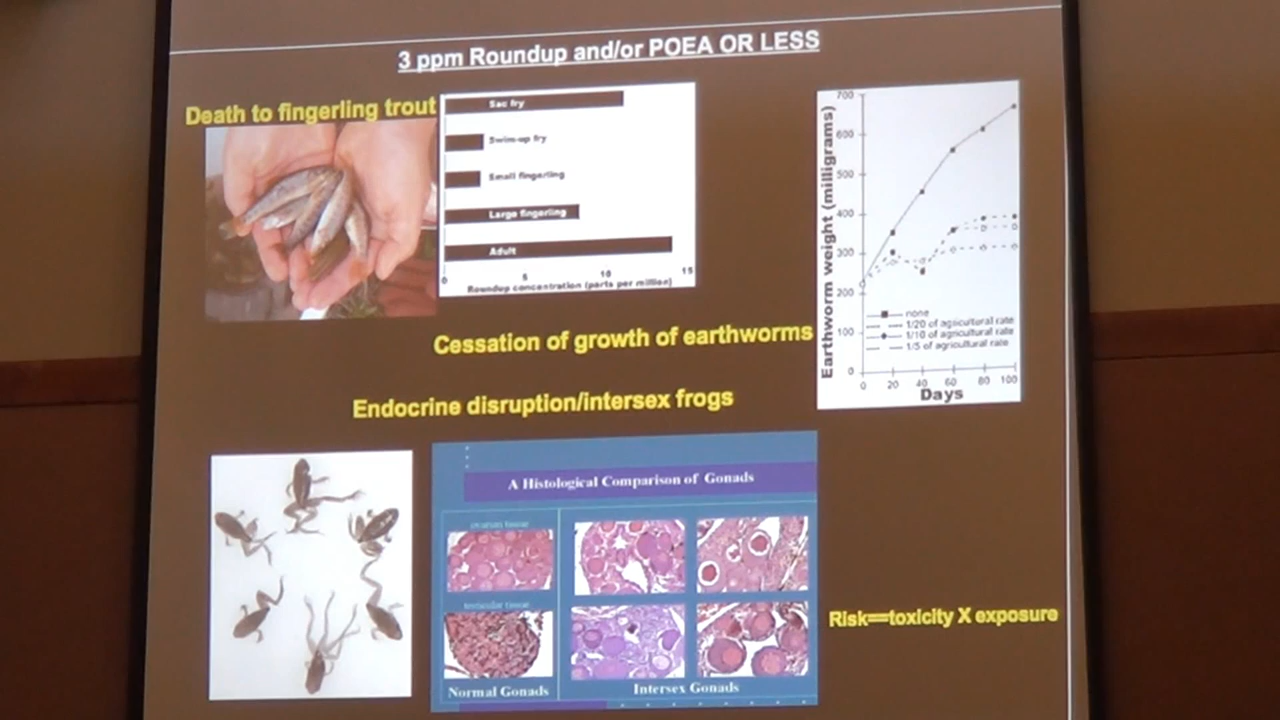 3 ppm Roundup and/or POEA OR LESS
Death to fingerling trout
Sac fry
Swim-up fry
Small fingerling
Large fingerling
Adult
0 5 10 15
Roundup concentration (parts per million)
Earthworm weight (milligrams)
700
600
500
400
300
200
100
0
none
1/20 of agricultural rate
1/10 of agricultural rate
1/5 of agricultural rate
0 20 40 60 80 100
Days
Cessation of growth of earthworms
Endocrine disruption/intersex frogs
A Histological Comparison of Gonads
ovarian tissue
testicular tissue
Normal Gonads
Intersex Gonads
Risk==toxicity X exposure